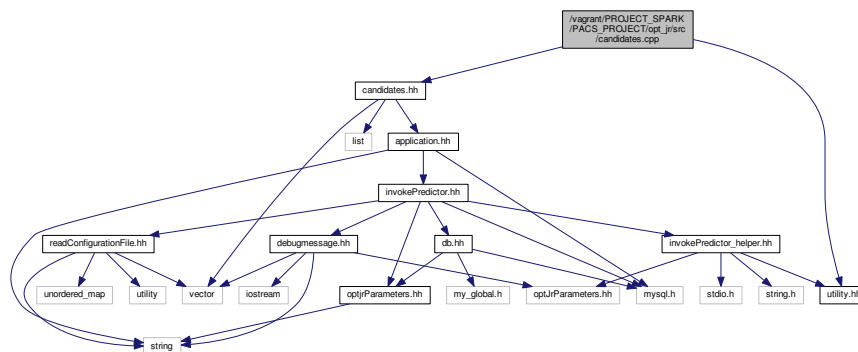 /vagrant/PROJECT_SPARK
/PACS_PROJECT/opt_jr/src
/candidates.cpp
candidates.hh
list
application.hh
invokePredictor.hh
readConfigurationFile.hh
debugmessage.hh
db.hh
invokePredictor_helper.hh
unordered_map
utility
vector
iostream
optjrParameters.hh
my_global.h
optJrParameters.hh
mysql.h
stdio.h
string.h
utility.hh
string